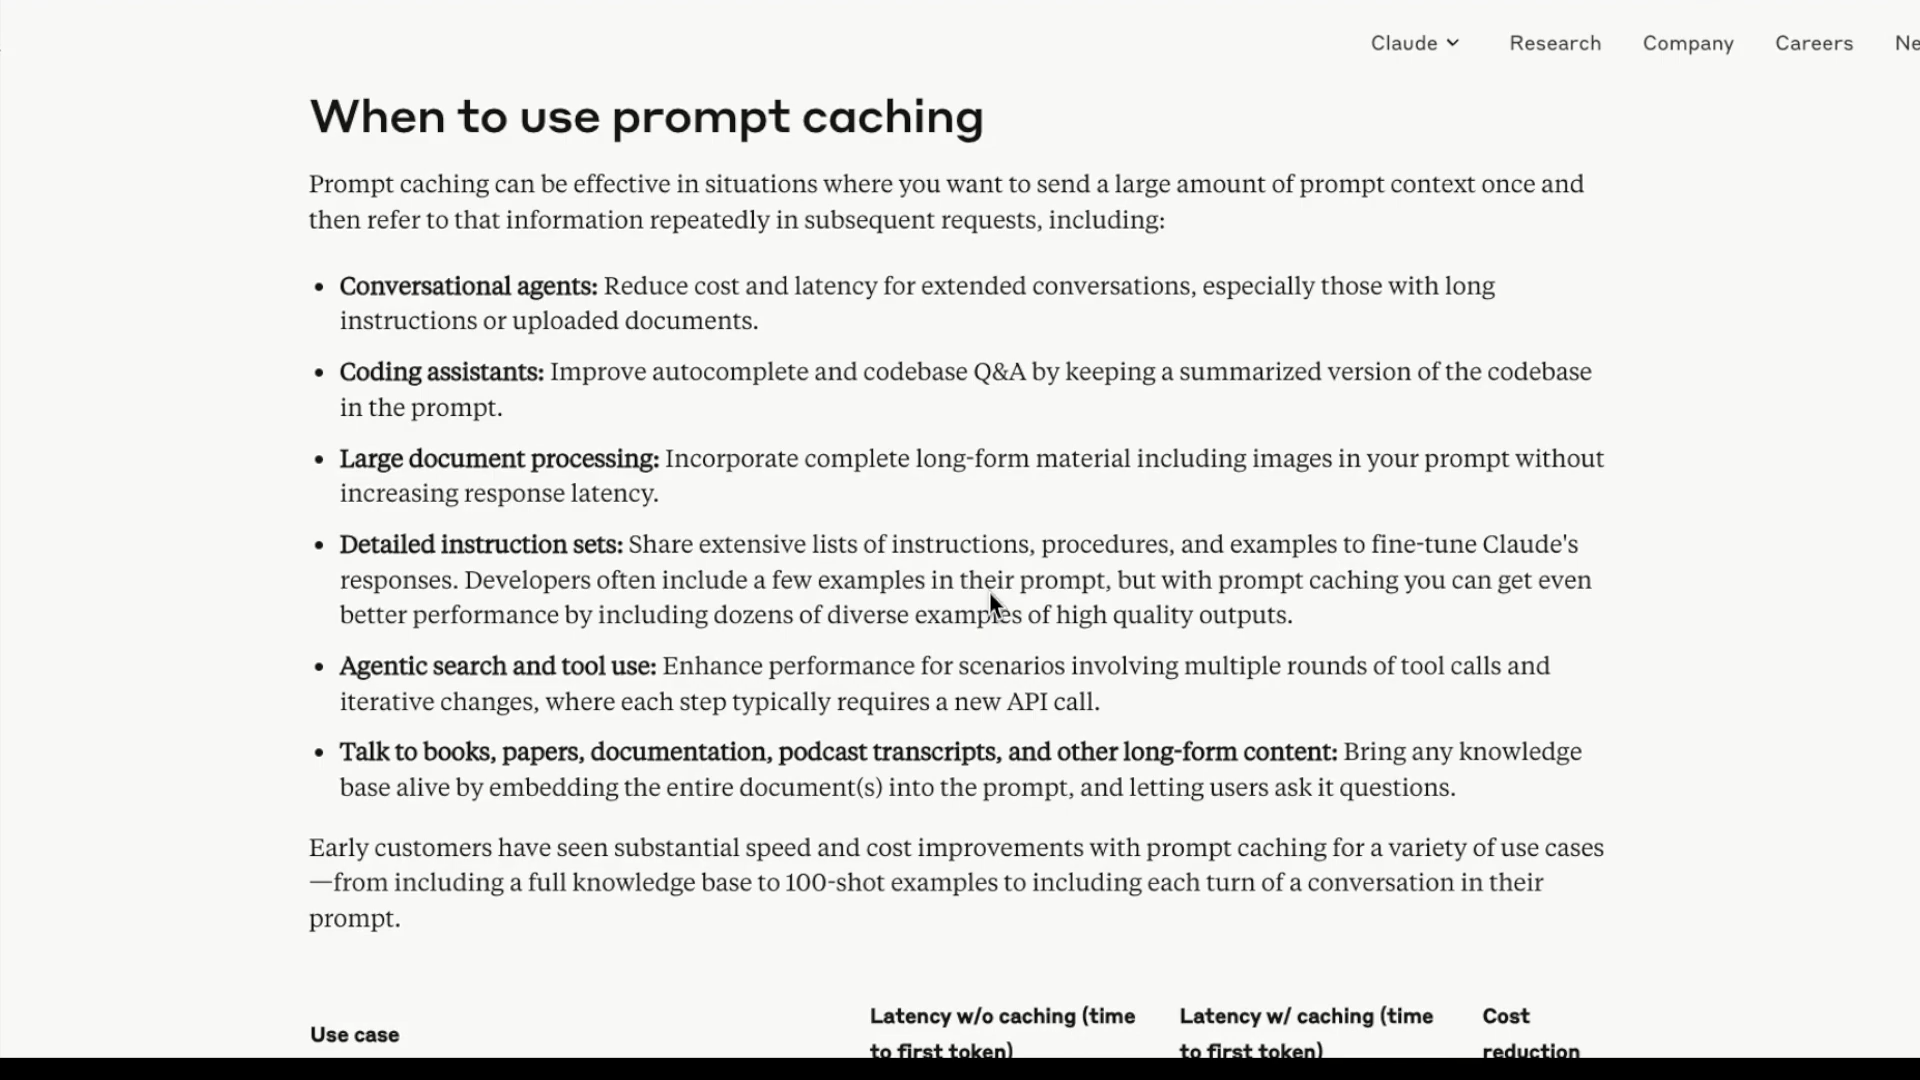 Claude Research Company Careers Ne
When to use prompt caching
Prompt caching can be effective in situations where you want to send a large amount of prompt context once and
then refer to that information repeatedly in subsequent requests, including:
• Conversational agents: Reduce cost and latency for extended conversations, especially those with long
instructions or uploaded documents.
• Coding assistants: Improve autocomplete and codebase Q&A by keeping a summarized version of the codebase
in the prompt.
• Large document processing: Incorporate complete long-form material including images in your prompt without
increasing response latency.
• Detailed instruction sets: Share extensive lists of instructions, procedures, and examples to fine-tune Claude's
responses. Developers often include a few examples in their prompt, but with prompt caching you can get even
better performance by including dozens of diverse examples of high quality outputs.
• Agentic search and tool use: Enhance performance for scenarios involving multiple rounds of tool calls and
iterative changes, where each step typically requires a new API call.
• Talk to books, papers, documentation, podcast transcripts, and other long-form content: Bring any knowledge
base alive by embedding the entire document(s) into the prompt, and letting users ask it questions.
Early customers have seen substantial speed and cost improvements with prompt caching for a variety of use cases
—from including a full knowledge base to 100-shot examples to including each turn of a conversation in their
prompt.
Use case
Latency w/o caching (time
to first token)
Latency w/ caching (time
to first token)
Cost
reduction